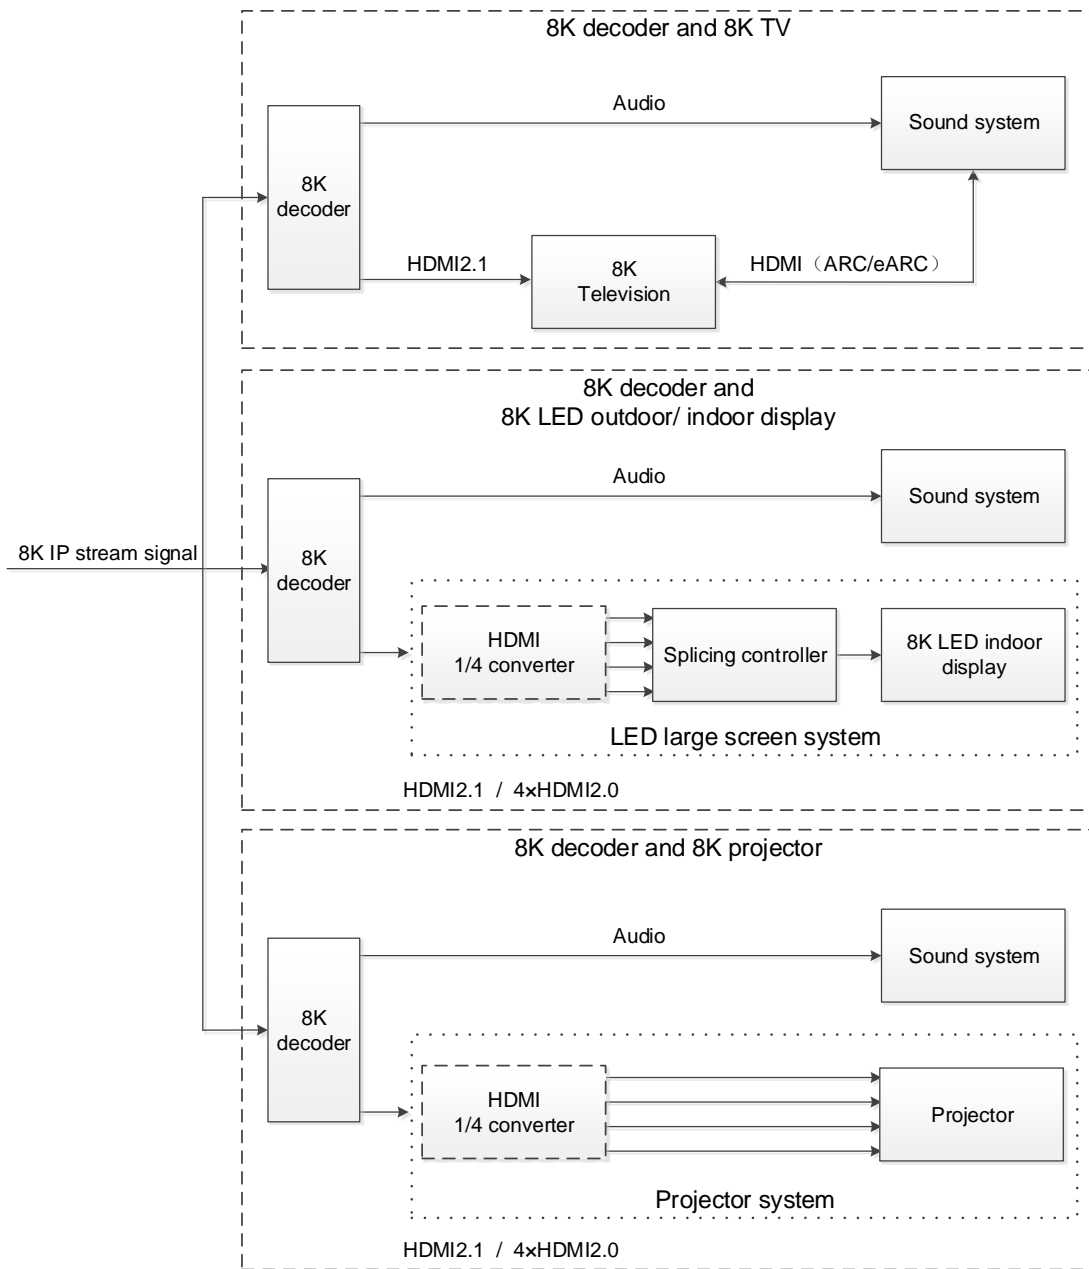 8K decoder and 8K TV
Audio
Sound system
8K
decoder
HDMI2.1
8K
Television
HDMI（ARC/eARC）
8K decoder and
8K LED outdoor/ indoor display
Audio
Sound system
8K IP stream signal
8K
decoder
HDMI
1/4 converter
Splicing controller
8K LED indoor
display
LED large screen system
HDMI2.1 / 4×HDMI2.0
8K decoder and 8K projector
Audio
Sound system
8K
decoder
HDMI
1/4 converter
Projector
Projector system
HDMI2.1 / 4×HDMI2.0